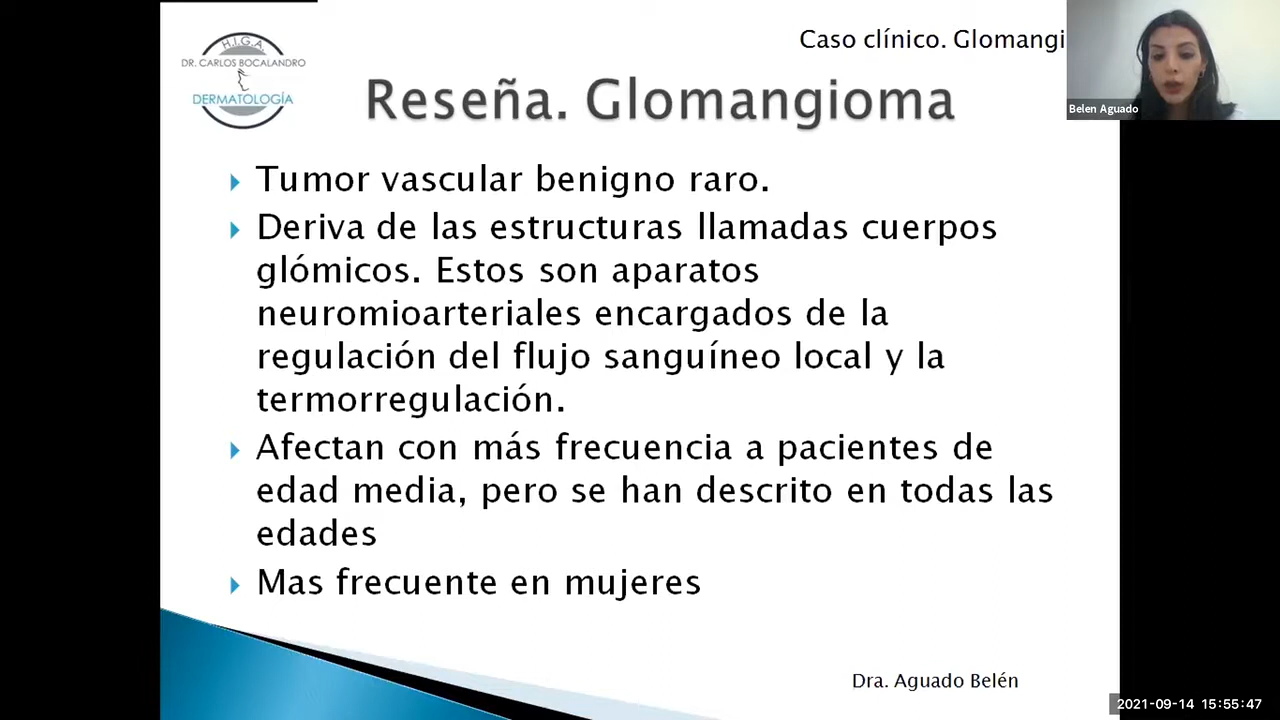 Caso clínico. Glomangi
H.I.G.A.
DR. CARLOS BOCALANDRO
DERMATOLOGÍA
Reseña. Glomangioma
Belen Aguado
Tumor vascular benigno raro.
Deriva de las estructuras llamadas cuerpos
glómicos. Estos son aparatos
neuromioarteriales encargados de la
regulación del flujo sanguíneo local y la
termorregulación.
Afectan con más frecuencia a pacientes de
edad media, pero se han descrito en todas las
edades
Mas frecuente en mujeres
Dra. Aguado Belén
2021-09-14 15:55:47